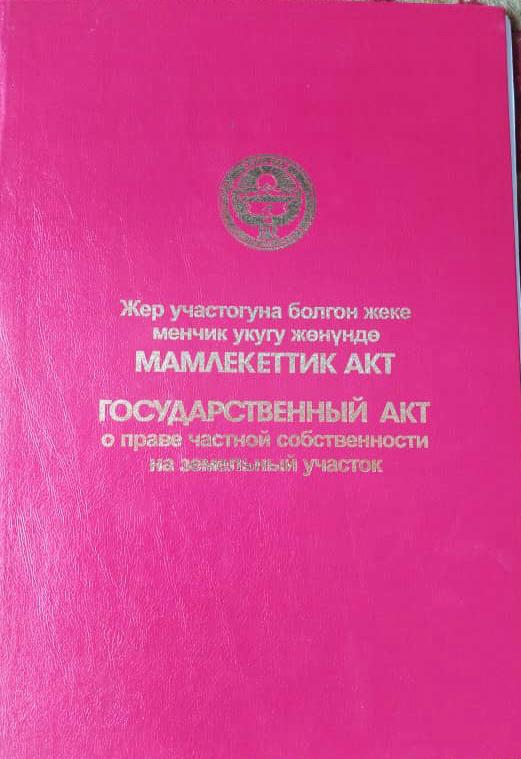 Жер участогуна болгон жеке
менчик укугу жөнүндө
МАМЛЕКЕТТИК АКТ
ГОСУДАРСТВЕННЫЙ АКТ
о праве частной собственности
на земельный участок